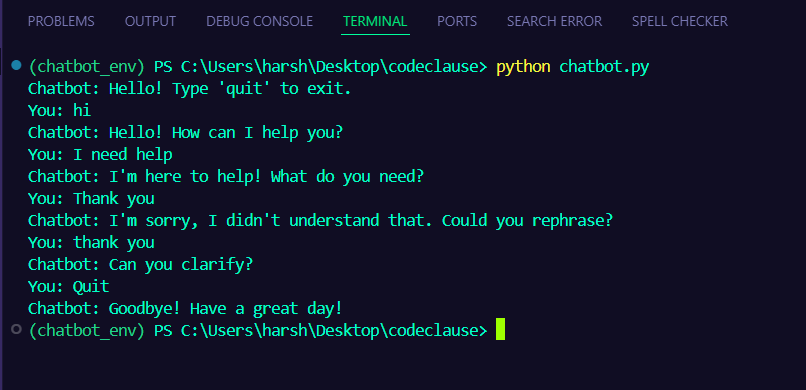 PROBLEMS OUTPUT DEBUG CONSOLE TERMINAL PORTS SEARCH ERROR SPELL CHECKER
(chatbot_env) PS C:\Users\harsh\Desktop\codeclause> python chatbot.py
Chatbot: Hello! Type 'quit' to exit.
You: hi
Chatbot: Hello! How can I help you?
You: I need help
Chatbot: I'm here to help! What do you need?
You: Thank you
Chatbot: I'm sorry, I didn't understand that. Could you rephrase?
You: thank you
Chatbot: Can you clarify?
You: Quit
Chatbot: Goodbye! Have a great day!
(chatbot_env) PS C:\Users\harsh\Desktop\codeclause>